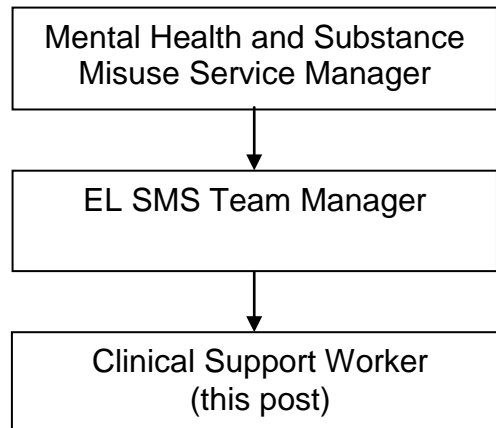 Mental Health and Substance
Misuse Service Manager
EL SMS Team Manager
Clinical Support Worker
(this post)